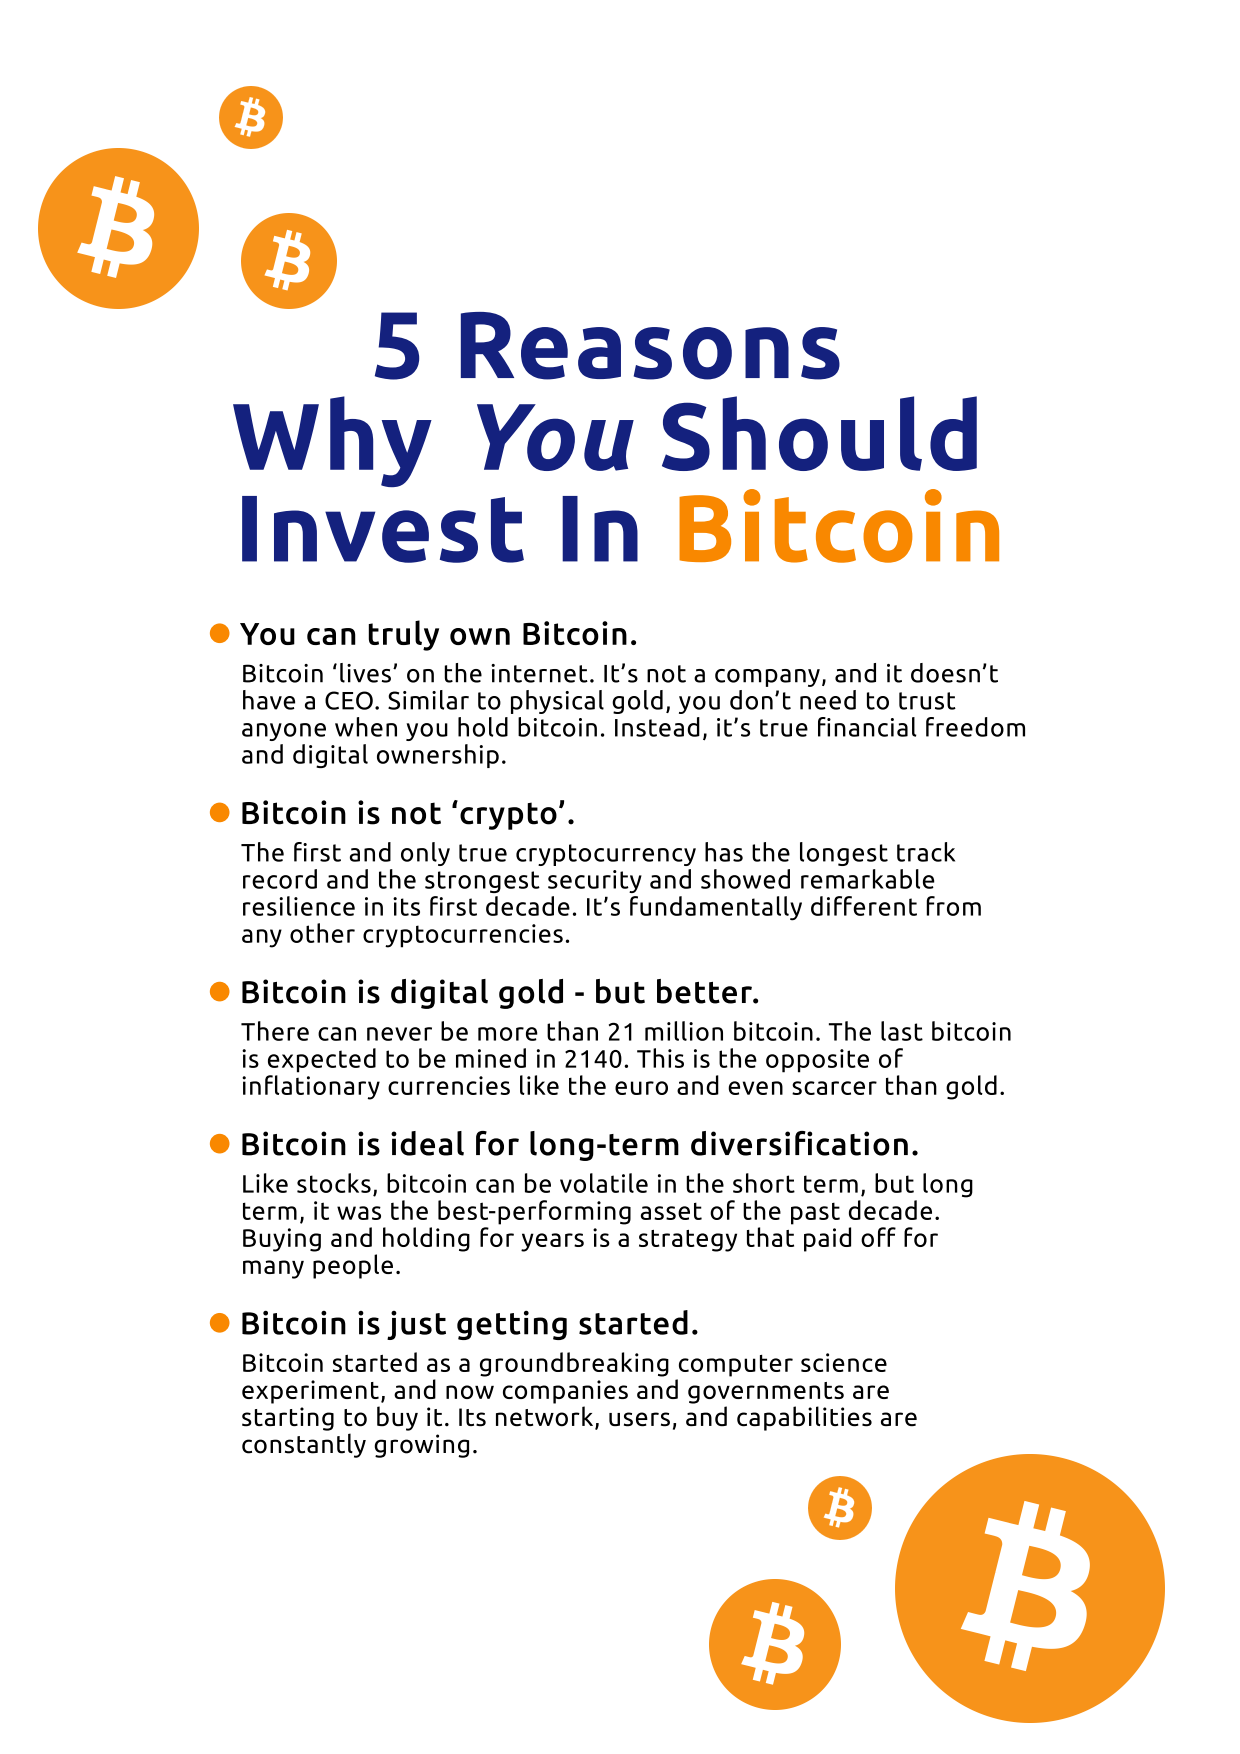 5 Reasons
Why You Should
Invest In Bitcoin
You can truly own Bitcoin.
Bitcoin ‘lives’ on the internet. It’s not a company, and it doesn’t
have a CEO. Similar to physical gold, you don’t need to trust
anyone when you hold bitcoin. Instead, it’s true financial freedom
and digital ownership.
Bitcoin is not ‘crypto’.
The first and only true cryptocurrency has the longest track
record and the strongest security and showed remarkable
resilience in its first decade. It’s fundamentally different from
any other cryptocurrencies.
Bitcoin is digital gold - but better.
There can never be more than 21 million bitcoin. The last bitcoin
is expected to be mined in 2140. This is the opposite of
inflationary currencies like the euro and even scarcer than gold.
Bitcoin is ideal for long-term diversification.
Like stocks, bitcoin can be volatile in the short term, but long
term, it was the best-performing asset of the past decade.
Buying and holding for years is a strategy that paid off for
many people.
Bitcoin is just getting started.
Bitcoin started as a groundbreaking computer science
experiment, and now companies and governments are
starting to buy it. Its network, users, and capabilities are
constantly growing.